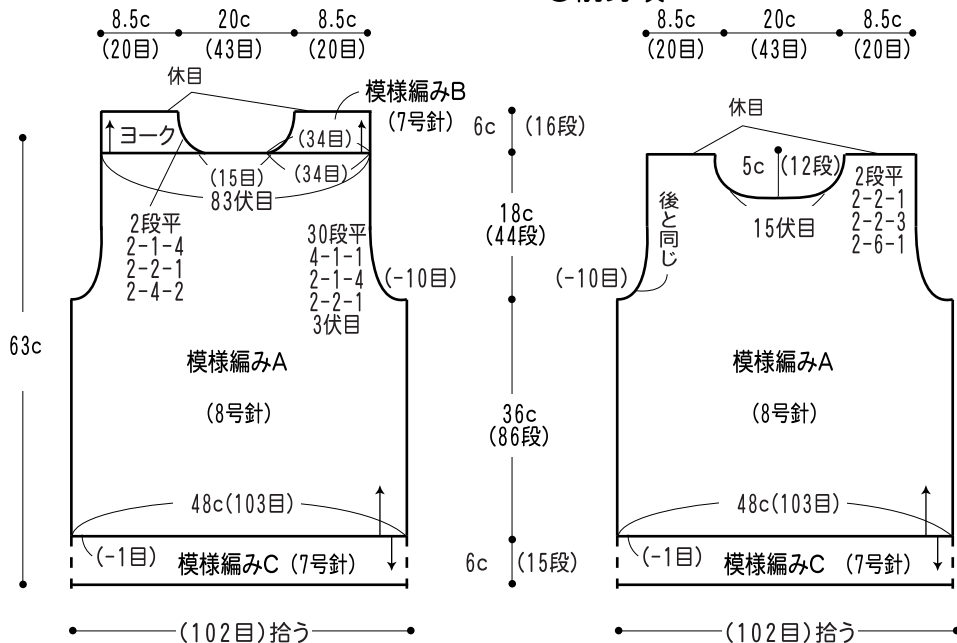 8.5c 20c 8.5c
(20目) (43目) (20目)
休目
模様編みB
(7号針)
ヨーク
(34目)
(15目)
(34目)
83伏目
2段平
2-1-4
2-2-1
2-4-2
30段平
4-1-1
2-1-4
2-2-1
3伏目
(-10目)
63c
模様編みA
(8号針)
48c(103目)
(-1目)
模様編みC (7号針)
(102目)拾う
6c (16段)
18c
(44段)
36c
(86段)
6c (15段)
8.5c 20c 8.5c
(20目) (43目) (20目)
休目
5c (12段)
15伏目
2段平
2-2-1
2-2-3
2-6-1
後と同じ
(-10目)
模様編みA
(8号針)
48c(103目)
(-1目)
模様編みC (7号針)
(102目)拾う